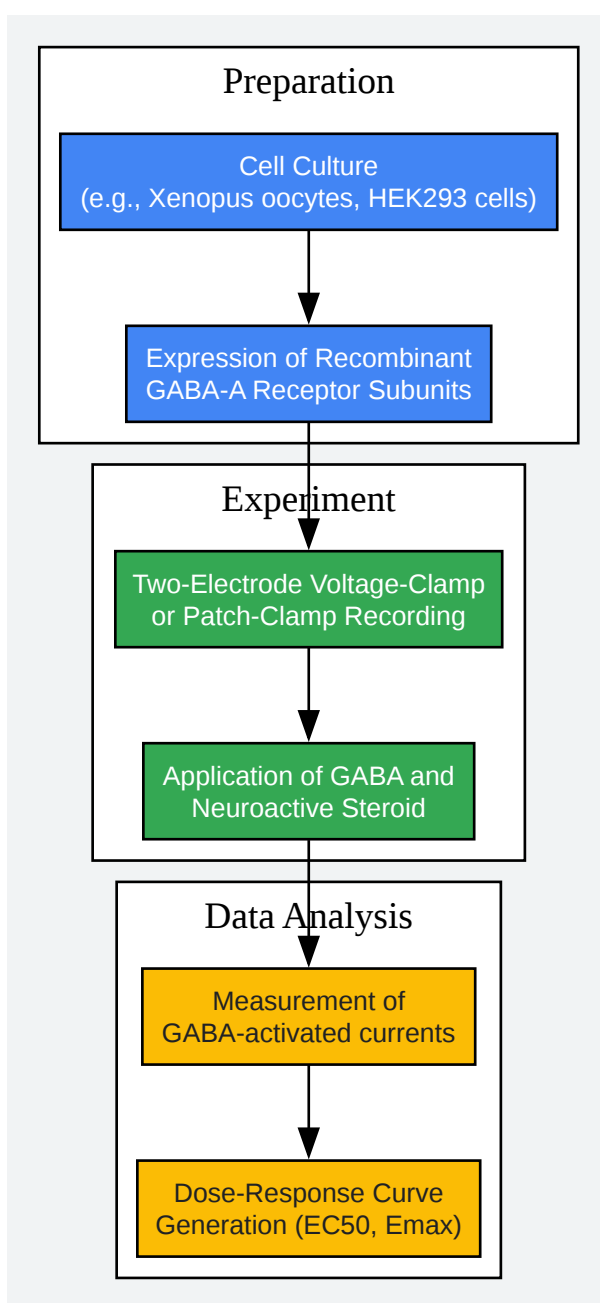 Preparation
Cell Culture
(e.g., Xenopus oocytes, HEK293 cells)
Expression of Recombinant
GABA-A Receptor Subunits
Experiment
Two-Electrode Voltage-Clamp
or Patch-Clamp Recording
Application of GABA and
Neuroactive Steroid
Data Analysis
Measurement of
GABA-activated currents
Dose-Response Curve
Generation (EC50, Emax)